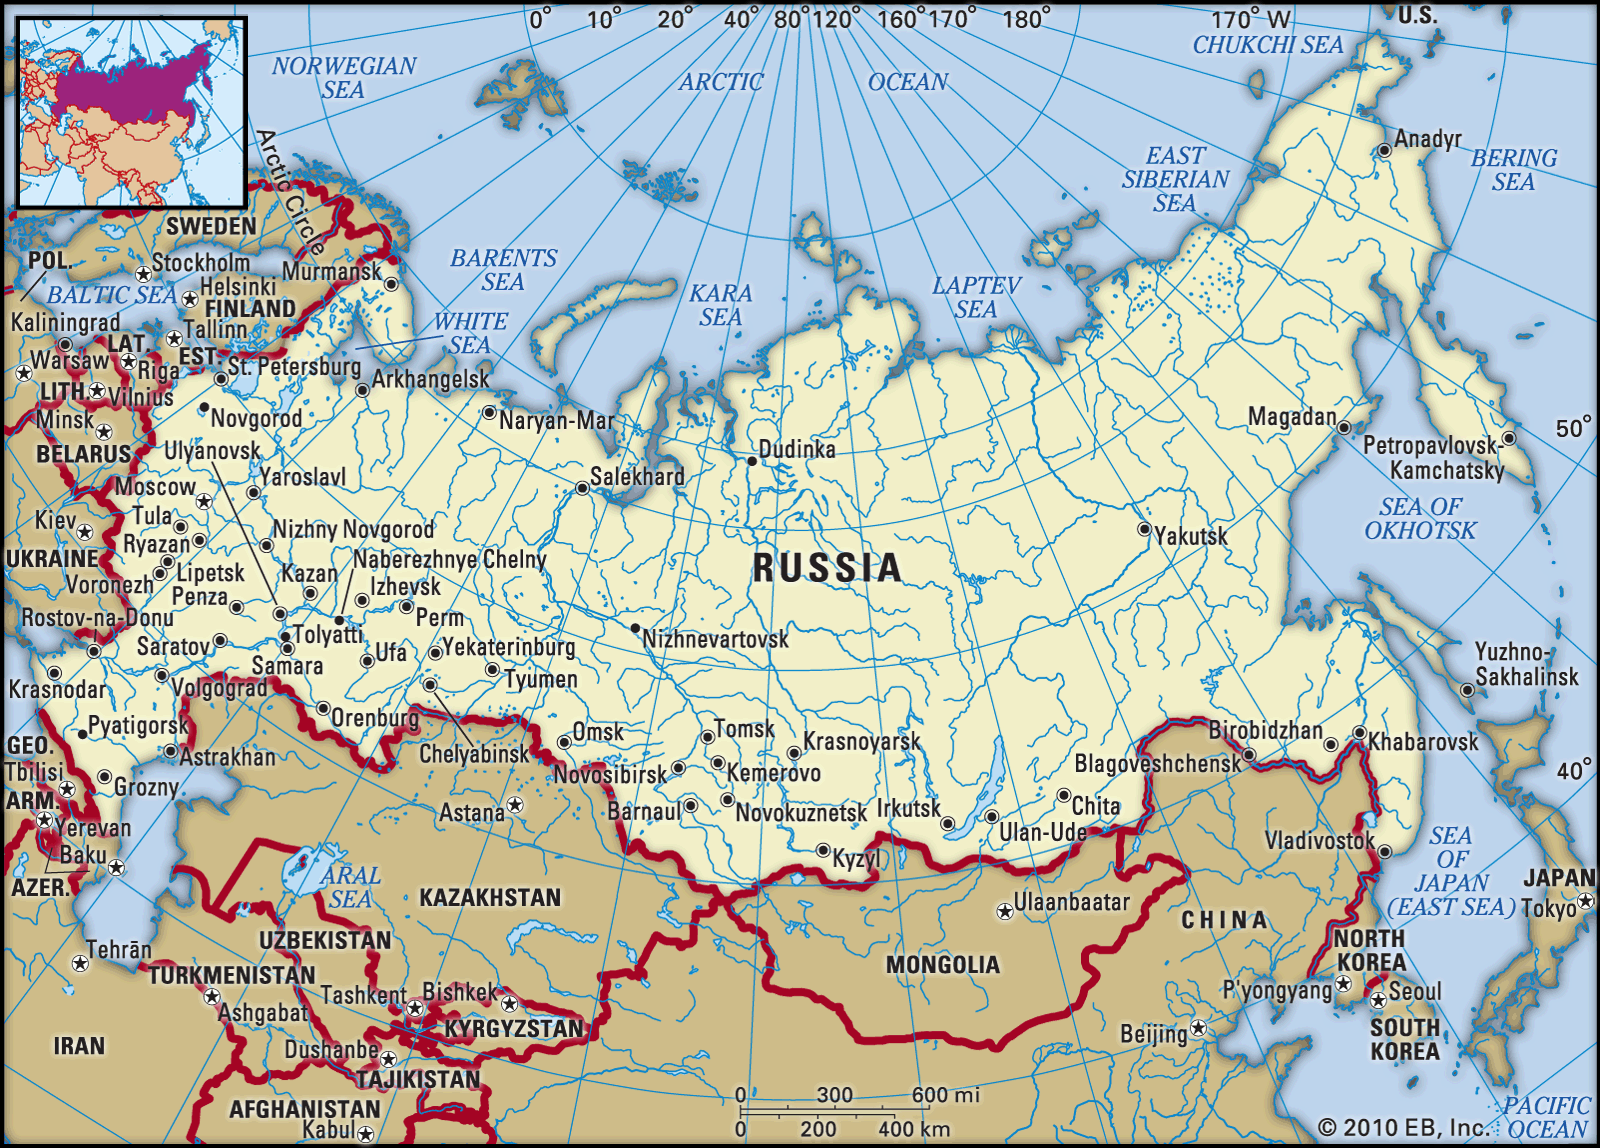 0° 10° 20° 40° 80° 120° 160° 170° 180° 170° W
U.S.
CHUKCHI SEA
NORWEGIAN
SEA
ARCTIC OCEAN
Arctic Circle
Anadyr
EAST
SIBERIAN
SEA
BERING
SEA
SWEDEN
POL.
Stockholm
BARENTS
SEA
Murmansk
BALTIC SEA
Helsinki
FINLAND
KARA
SEA
LAPTEV
SEA
Kaliningrad
Tallinn
WHITE
SEA
LAT.
Warsaw
Riga
EST.
St. Petersburg
Arkhangelsk
LITH.
Vilnius
Minsk
Novgorod
Naryan-Mar
Magadan
50°
BELARUS
Ulyanovsk
Dudinka
Petropavlovsk-
Kamchatsky
Moscow
Yaroslavl
Salekhard
SEA OF
OKHOTSK
Kiev
Tula
Nizhny Novgorod
Yakutsk
UKRAINE
Ryazan
Naberezhnye Chelny
RUSSIA
Voronezh
Lipetsk
Kazan
Izhevsk
Penza
Perm
Rostov-na-Donu
Saratov
Tolyatti
Nizhnevartovsk
Samara
Ufa
Yekaterinburg
Yuzhno-
Sakhalinsk
Krasnodar
Volgograd
Tyumen
Pyatigorsk
Orenburg
Omsk
Tomsk
Krasnoyarsk
Birobidzhan
Khabarovsk
GEO.
Astrakhan
Chelyabinsk
Blagoveshchensk
40°
Tbilisi
Grozny
Novosibirsk
Kemerovo
ARM.
Astana
Barnaul
Novokuznetsk
Irkutsk
Chita
Yerevan
Ulan-Ude
Vladivostok
Baku
Kyzyl
SEA
OF
JAPAN
(EAST SEA)
AZER.
ARAL
SEA
KAZAKHSTAN
Ulaanbaatar
CHINA
JAPAN
Tokyo
Tehrān
UZBEKISTAN
MONGOLIA
NORTH
KOREA
TURKMENISTAN
Tashkent
Bishkek
P'yongyang
Seoul
Ashgabat
KYRGYZSTAN
Beijing
SOUTH
KOREA
IRAN
Dushanbe
TAJIKISTAN
0 300 600 mi
0 200 400 km
AFGHANISTAN
Kabul
PACIFIC
OCEAN
© 2010 EB, Inc.